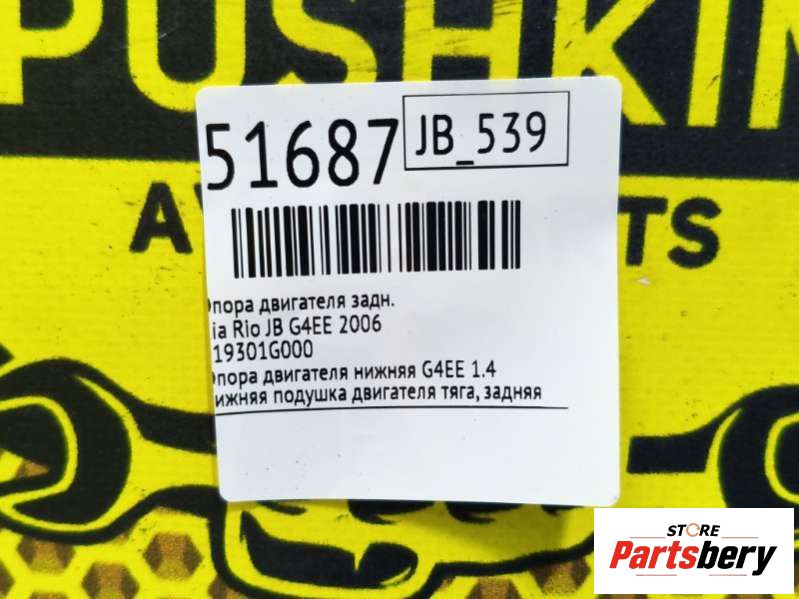 PUSHKIN
51687
JB_539
AV
TS
пора двигателя задн.
ia Rio JB G4EE 2006
19301G000
пора двигателя нижняя G4EE 1.4
ижняя подушка двигателя тяга, задняя
STORE
Partsbery